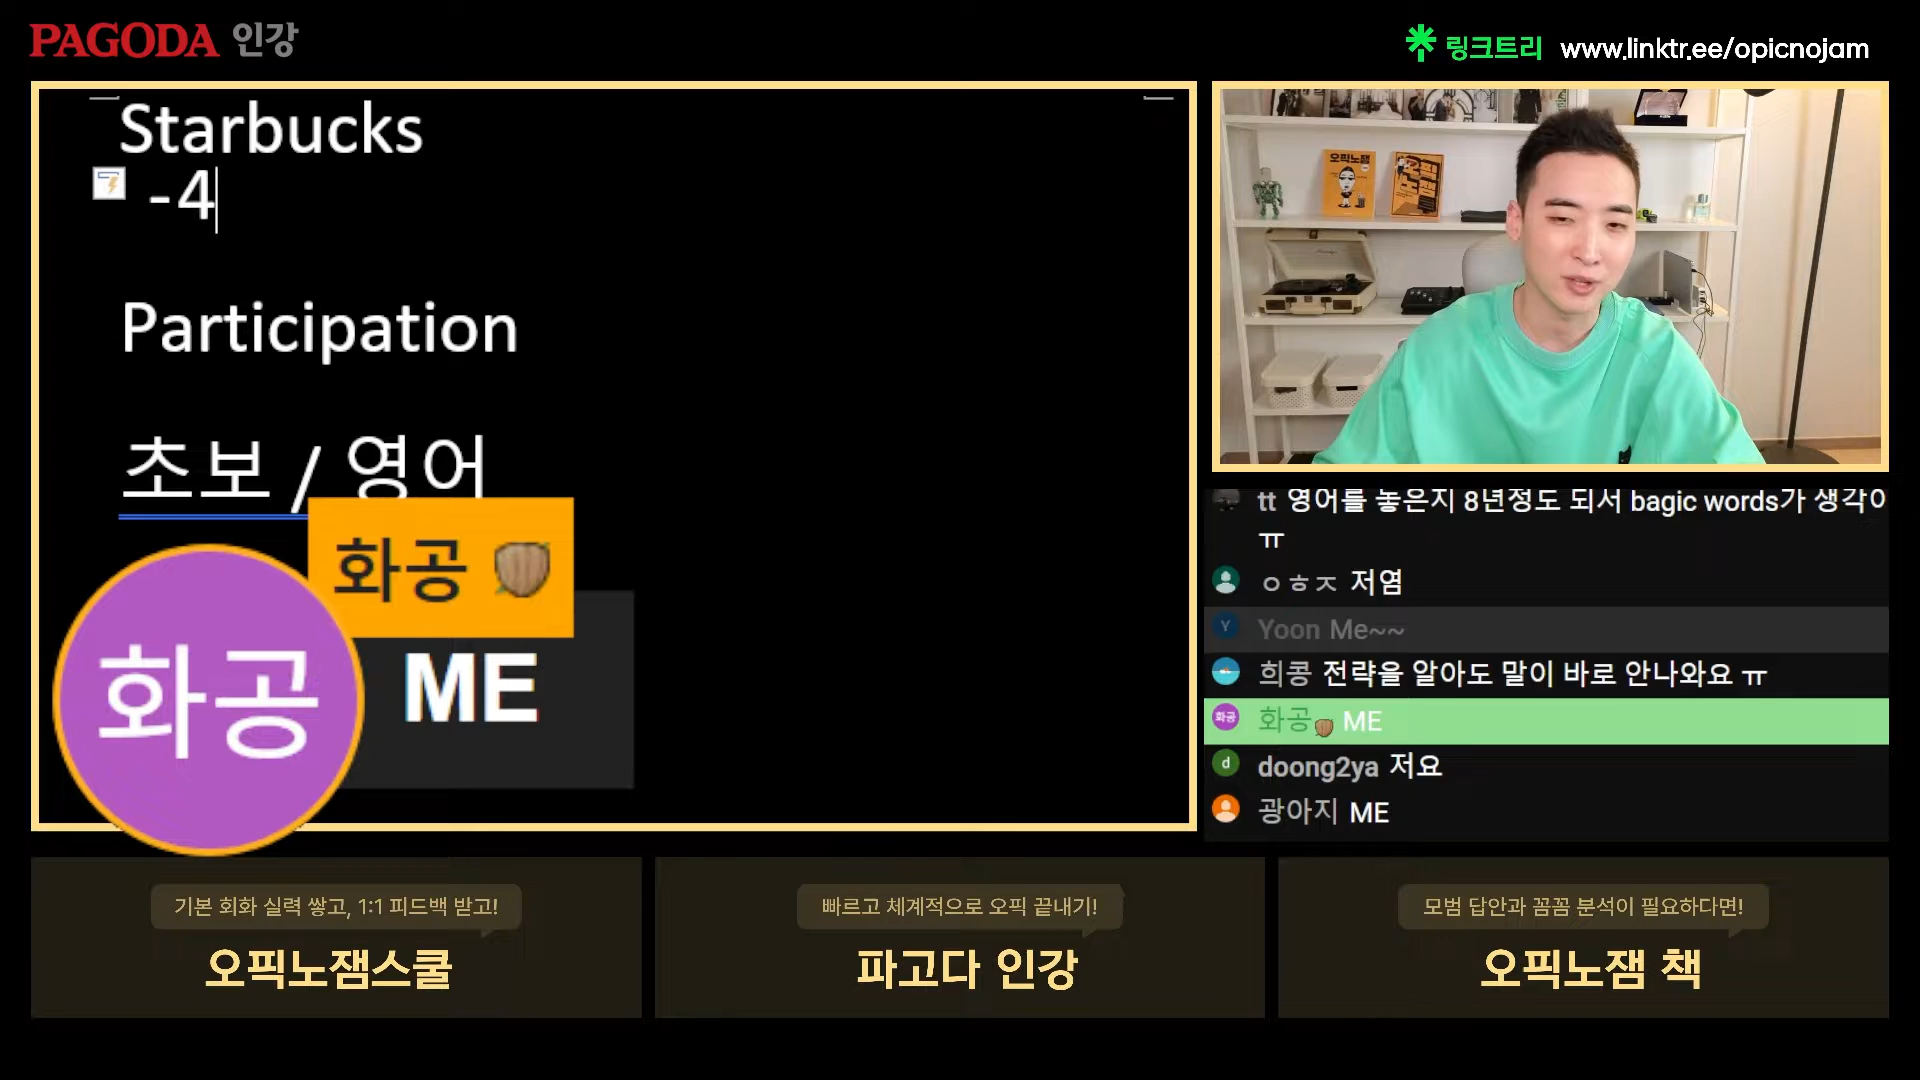 PAGODA 인강
링크트리 www.linktr.ee/opicnojam
Starbucks
-4
Participation
초보 / 영어
화공
화공
ME
오픽노잼
tt 영어를 놓은지 8년정도 되서 bagic words가 생각이
ㅠ
ㅇㅎㅈ 저염
Y Yoon Me~~
희콩 전략을 알아도 말이 바로 안나와요 ㅠ
화공 화공 ME
d doong2ya 저요
광아지 ME
기본 회화 실력 쌓고, 1:1 피드백 받고!
오픽노잼스쿨
빠르고 체계적으로 오픽 끝내기!
파고다 인강
모범 답안과 꼼꼼 분석이 필요하다면!
오픽노잼 책